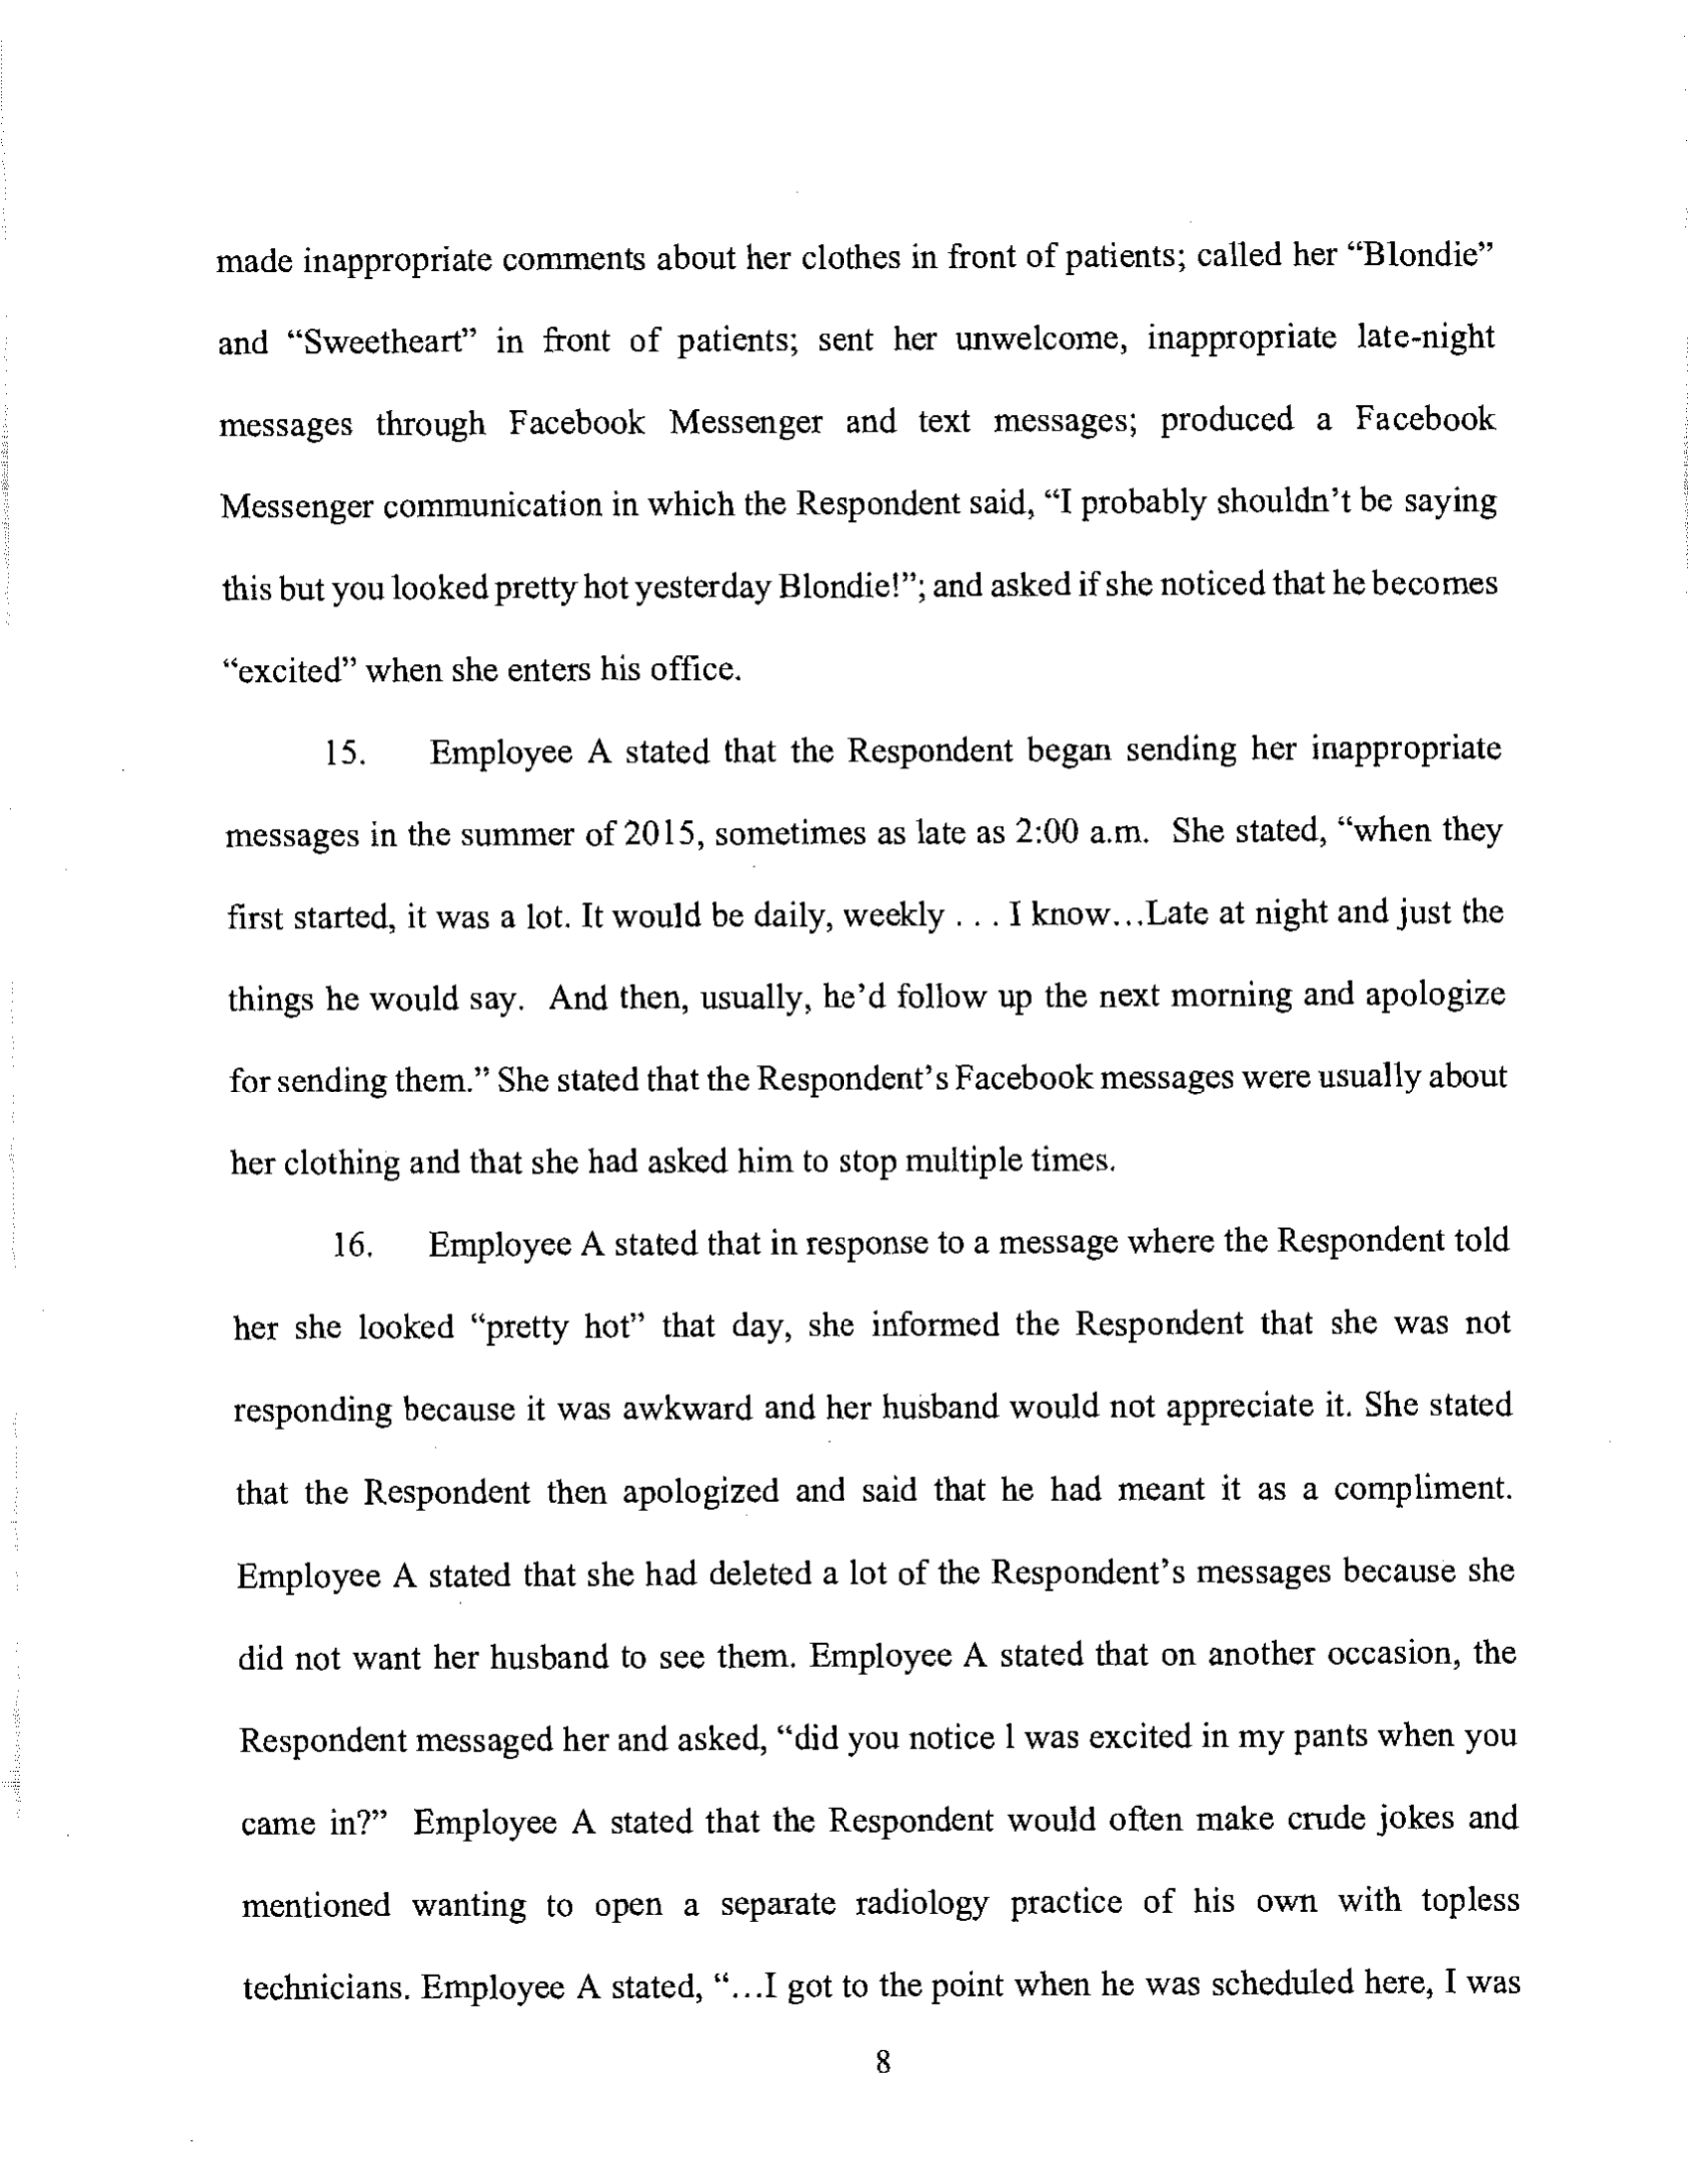 made inappropriate comments about her clothes in front of patients; called her “Blondie”
and “Sweetheart” in front of patients; sent her unwelcome, inappropriate late-night
messages through Facebook Messenger and text messages; produced a Facebook
Messenger communication in which the Respondent said, “I probably shouldn’t be saying
this but you looked pretty hot yesterday Blondie!”; and asked if she noticed that he becomes
“excited” when she enters his office.
15. Employee A stated that the Respondent began sending her inappropriate
messages in the summer of 2015, sometimes as late as 2:00 a.m. She stated, “when they
first started, it was a lot. It would be daily, weekly . . . I know...Late at night and just the
things he would say. And then, usually, he’d follow up the next morning and apologize
for sending them.” She stated that the Respondent’s Facebook messages were usually about
her clothing and that she had asked him to stop multiple times.
16. Employee A stated that in response to a message where the Respondent told
her she looked “pretty hot” that day, she informed the Respondent that she was not
responding because it was awkward and her husband would not appreciate it. She stated
that the Respondent then apologized and said that he had meant it as a compliment.
Employee A stated that she had deleted a lot of the Respondent’s messages because she
did not want her husband to see them. Employee A stated that on another occasion, the
Respondent messaged her and asked, “did you notice I was excited in my pants when you
came in?” Employee A stated that the Respondent would often make crude jokes and
mentioned wanting to open a separate radiology practice of his own with topless
technicians. Employee A stated, “...I got to the point when he was scheduled here, I was
8